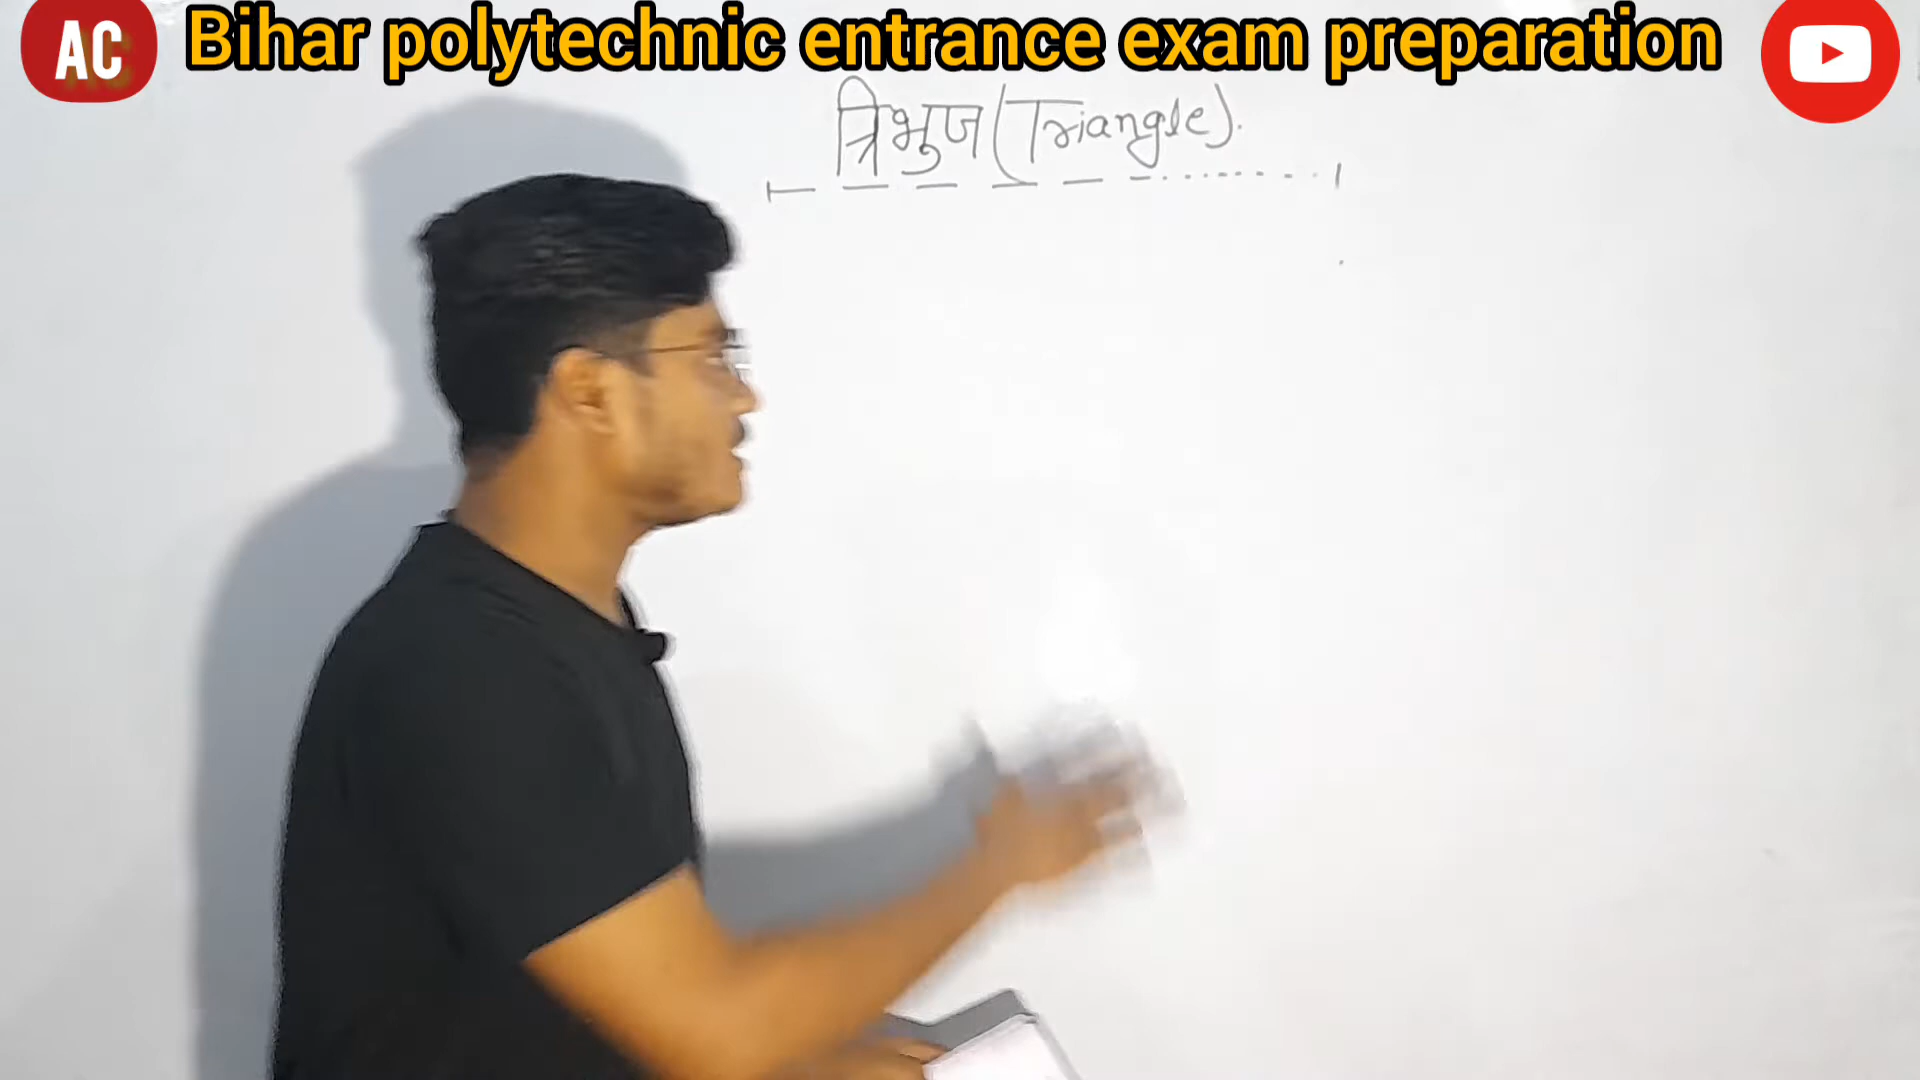 AC Bihar polytechnic entrance exam preparation
त्रिभुज (Triangle).